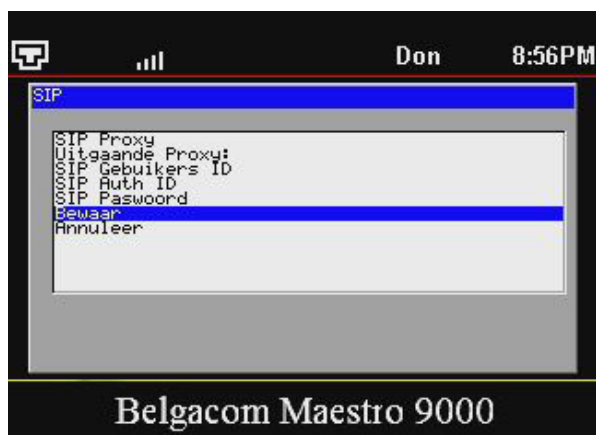 Don 8:56PM
SIP
SIP Proxy
Uitgaande Proxy:
SIP Gebuikers ID
SIP Auth ID
SIP Paswoord
Bewaar
Annuleer
Belgacom Maestro 9000